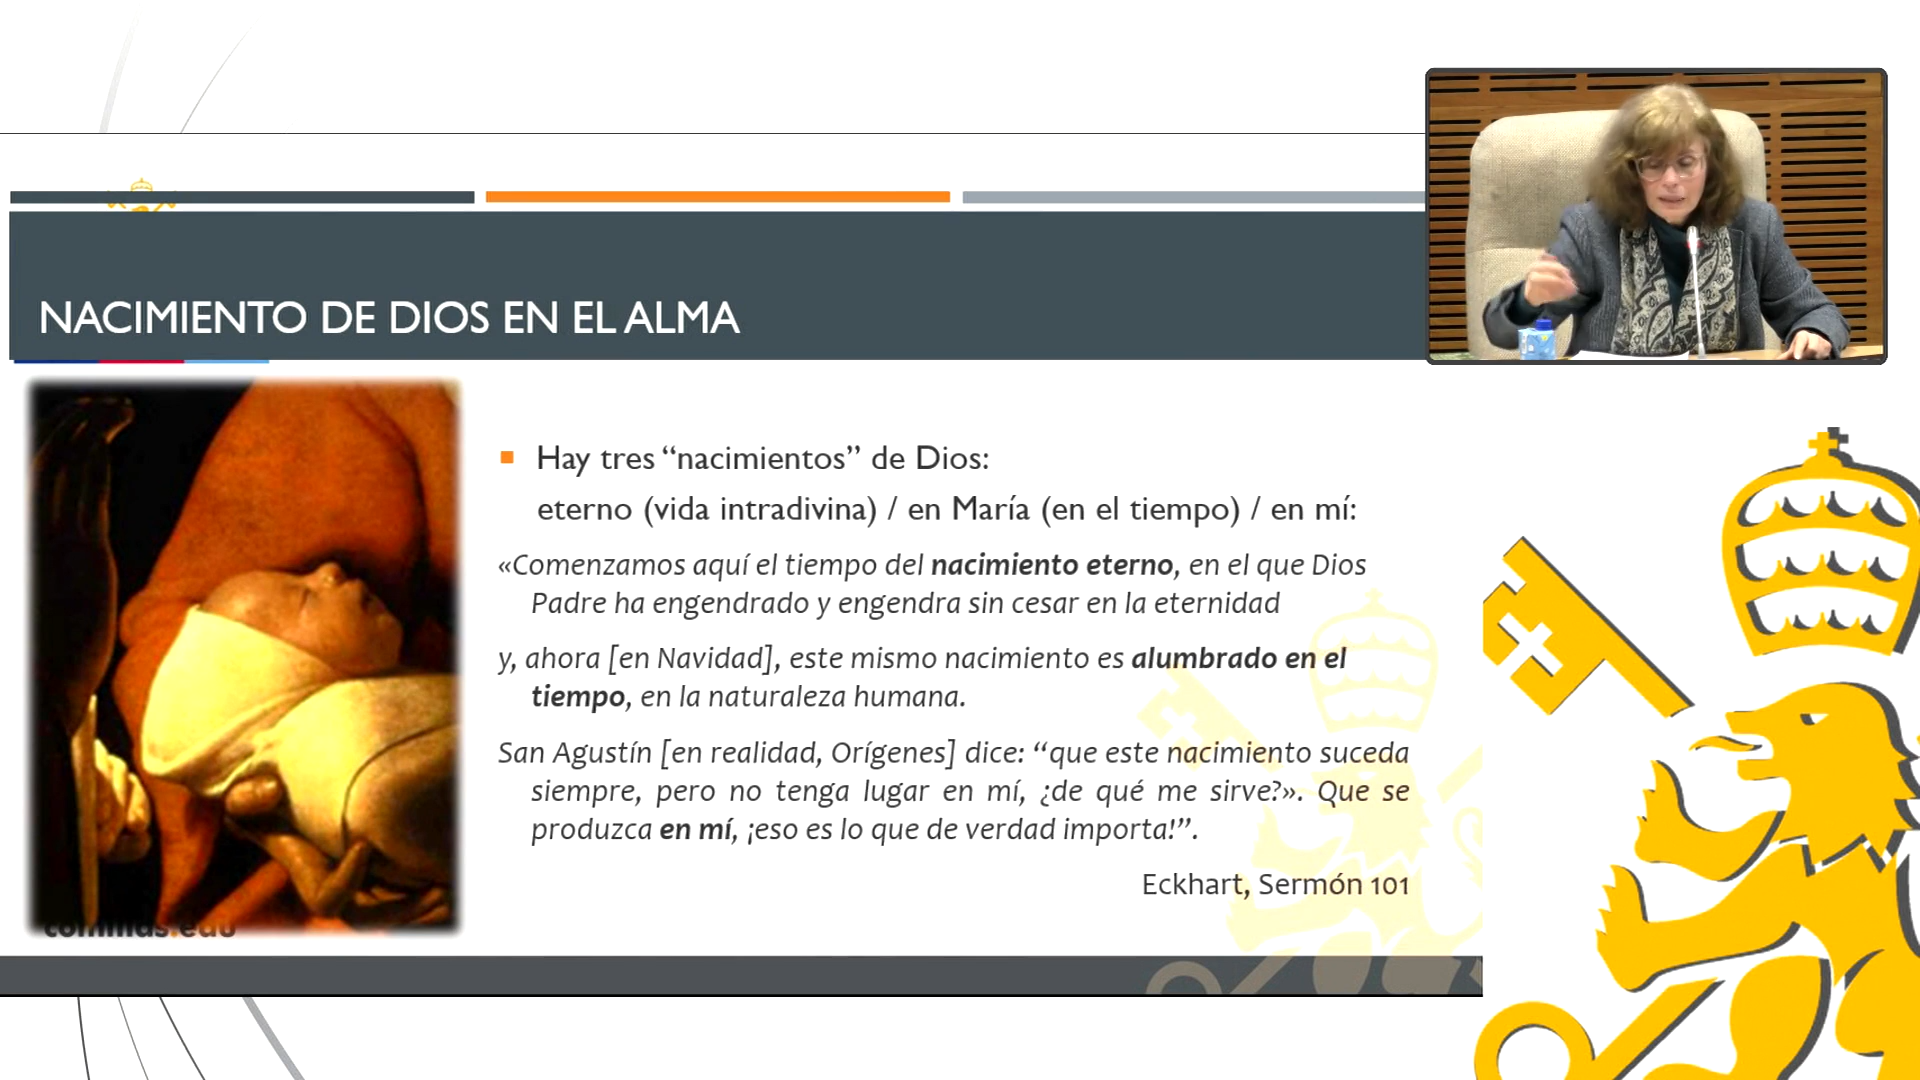 NACIMIENTO DE DIOS EN EL ALMA
Hay tres “nacimientos” de Dios:
eterno (vida intradivina) / en María (en el tiempo) / en mí:
«Comenzamos aquí el tiempo del nacimiento eterno, en el que Dios
Padre ha engendrado y engendra sin cesar en la eternidad
y, ahora [en Navidad], este mismo nacimiento es alumbrado en el
tiempo, en la naturaleza humana.
San Agustín [en realidad, Orígenes] dice: “que este nacimiento suceda
siempre, pero no tenga lugar en mí, ¿de qué me sirve?». Que se
produzca en mí, ¡eso es lo que de verdad importa!”.
Eckhart, Sermón 101
comillas.edu